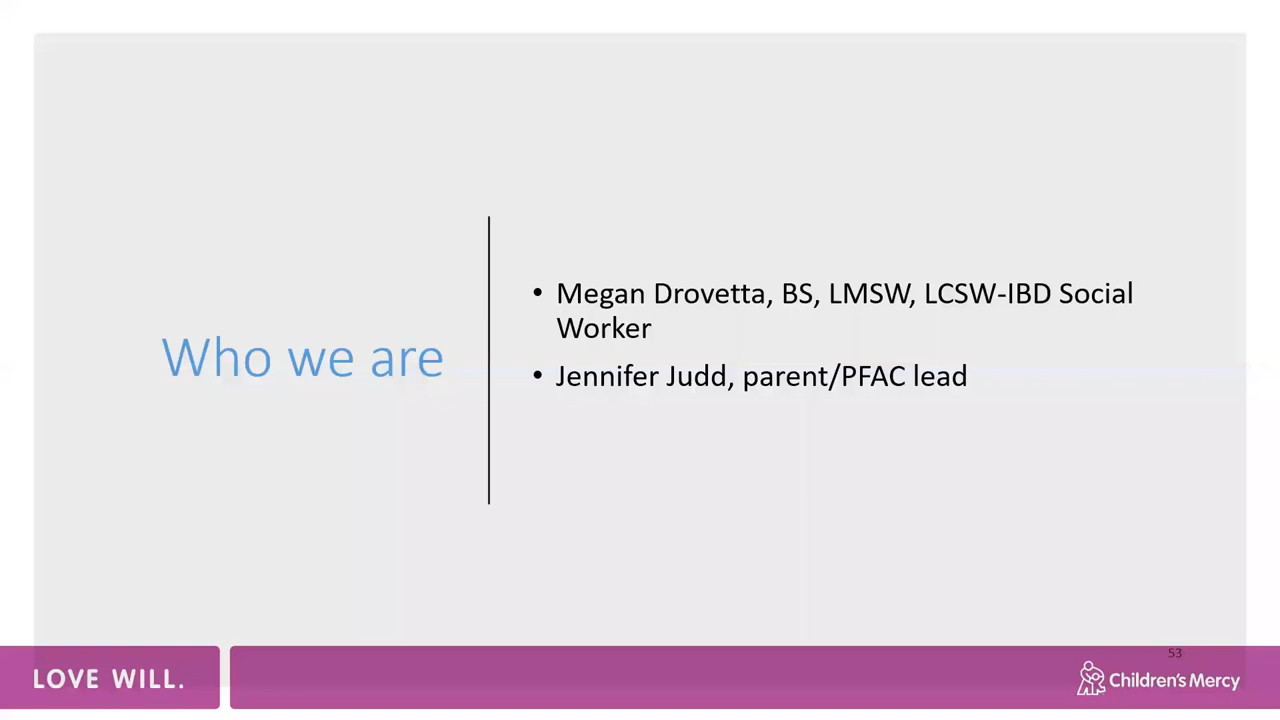 Who we are
• Megan Drovetta, BS, LMSW, LCSW-IBD Social
Worker
• Jennifer Judd, parent/PFAC lead
53
LOVE WILL.
Children's Mercy